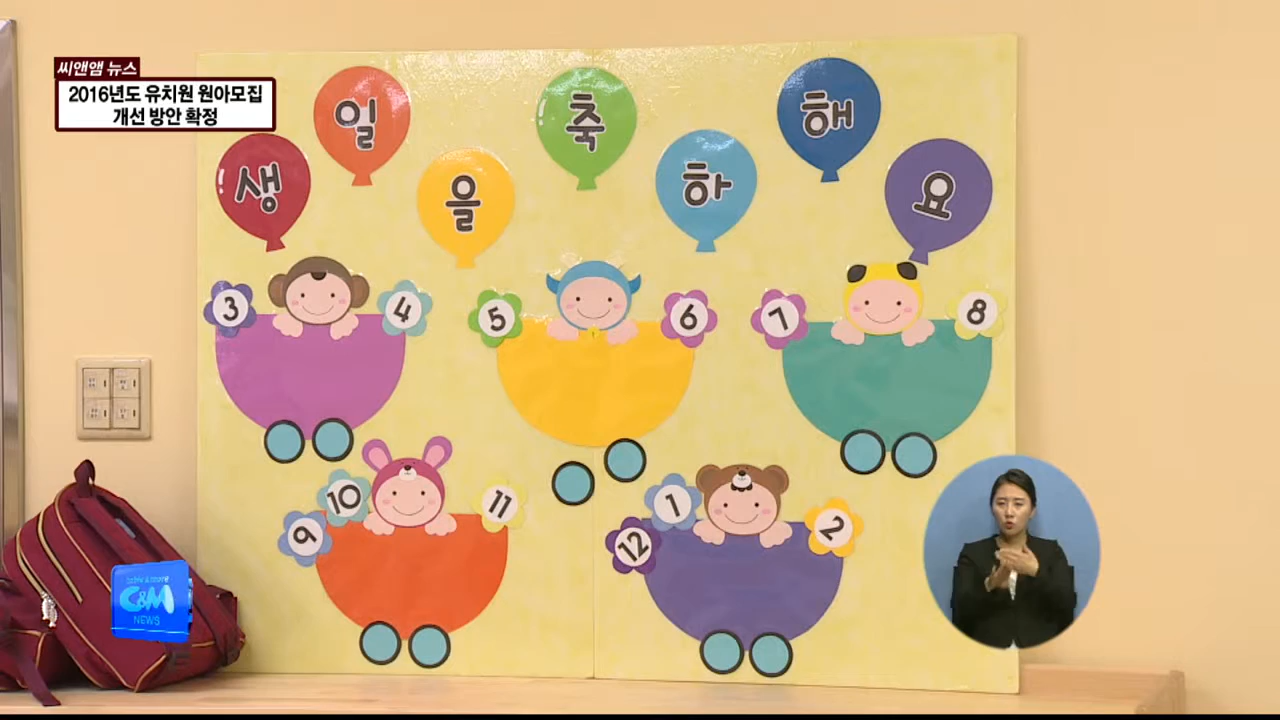 씨앤앰 뉴스
2016년도 유치원 원아모집
개선 방안 확정
생일을 축하해요
3 4 5 6 7 8
9 10 11 12 1 2
C&M
NEWS